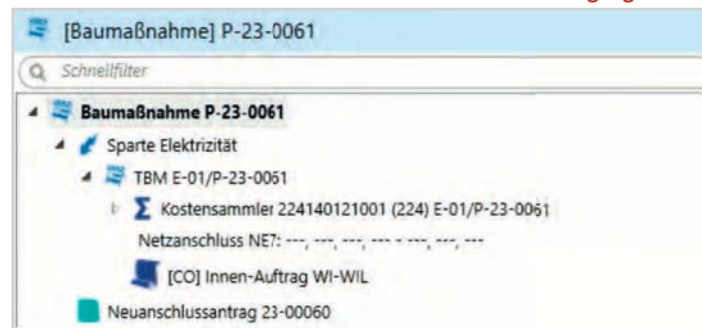 [Baumaßnahme] P-23-0061
Schnellfilter
Baumaßnahme P-23-0061
Sparte Elektrizität
TBM E-01/P-23-0061
Kostensammler 224140121001 (224) E-01/P-23-0061
Netzanschluss NE7: ---, ---, ---, --- - ---, ---, ---
[CO] Innen-Auftrag WI-WIL
Neuanschlussantrag 23-00060